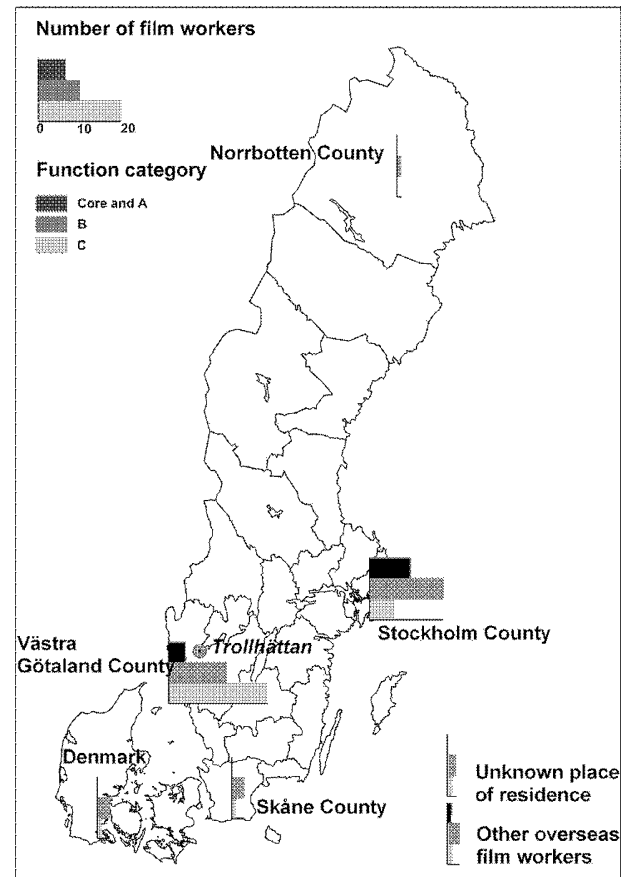 Number of film workers
0 10 20
Function category
Core and A
B
C
Norrbotten County
Stockholm County
Västra
Götaland County
Trollhättan
Denmark
Skåne County
Unknown place
of residence
Other overseas
film workers